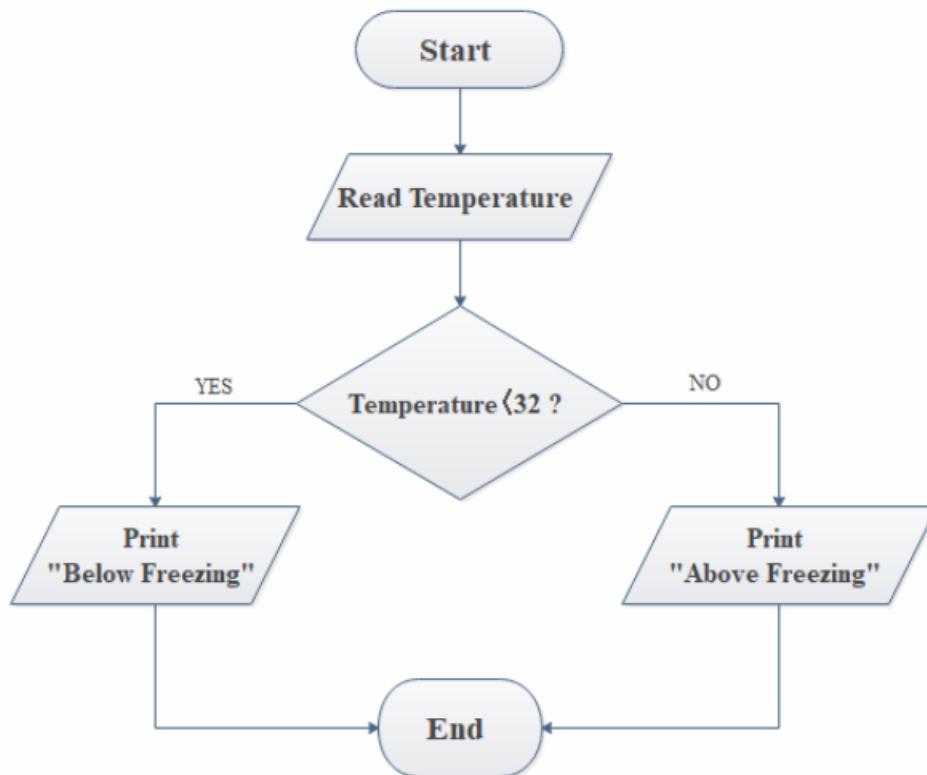 Start
Read Temperature
YES
NO
Temperature〈32 ?
Print
"Below Freezing"
Print
"Above Freezing"
End